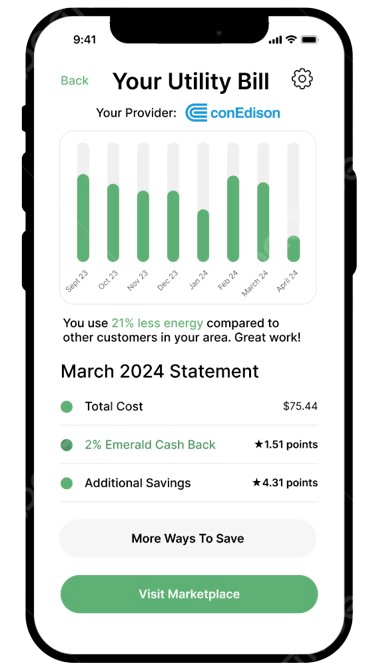 9:41
Back
Your Utility Bill
Your Provider: conEdison
Sept 23
Oct 23
Nov 23
Dec 23
Jan 24
Feb 24
March 24
April 24
You use 21% less energy compared to
other customers in your area. Great work!
March 2024 Statement
Total Cost $75.44
2% Emerald Cash Back ★1.51 points
Additional Savings ★4.31 points
More Ways To Save
Visit Marketplace